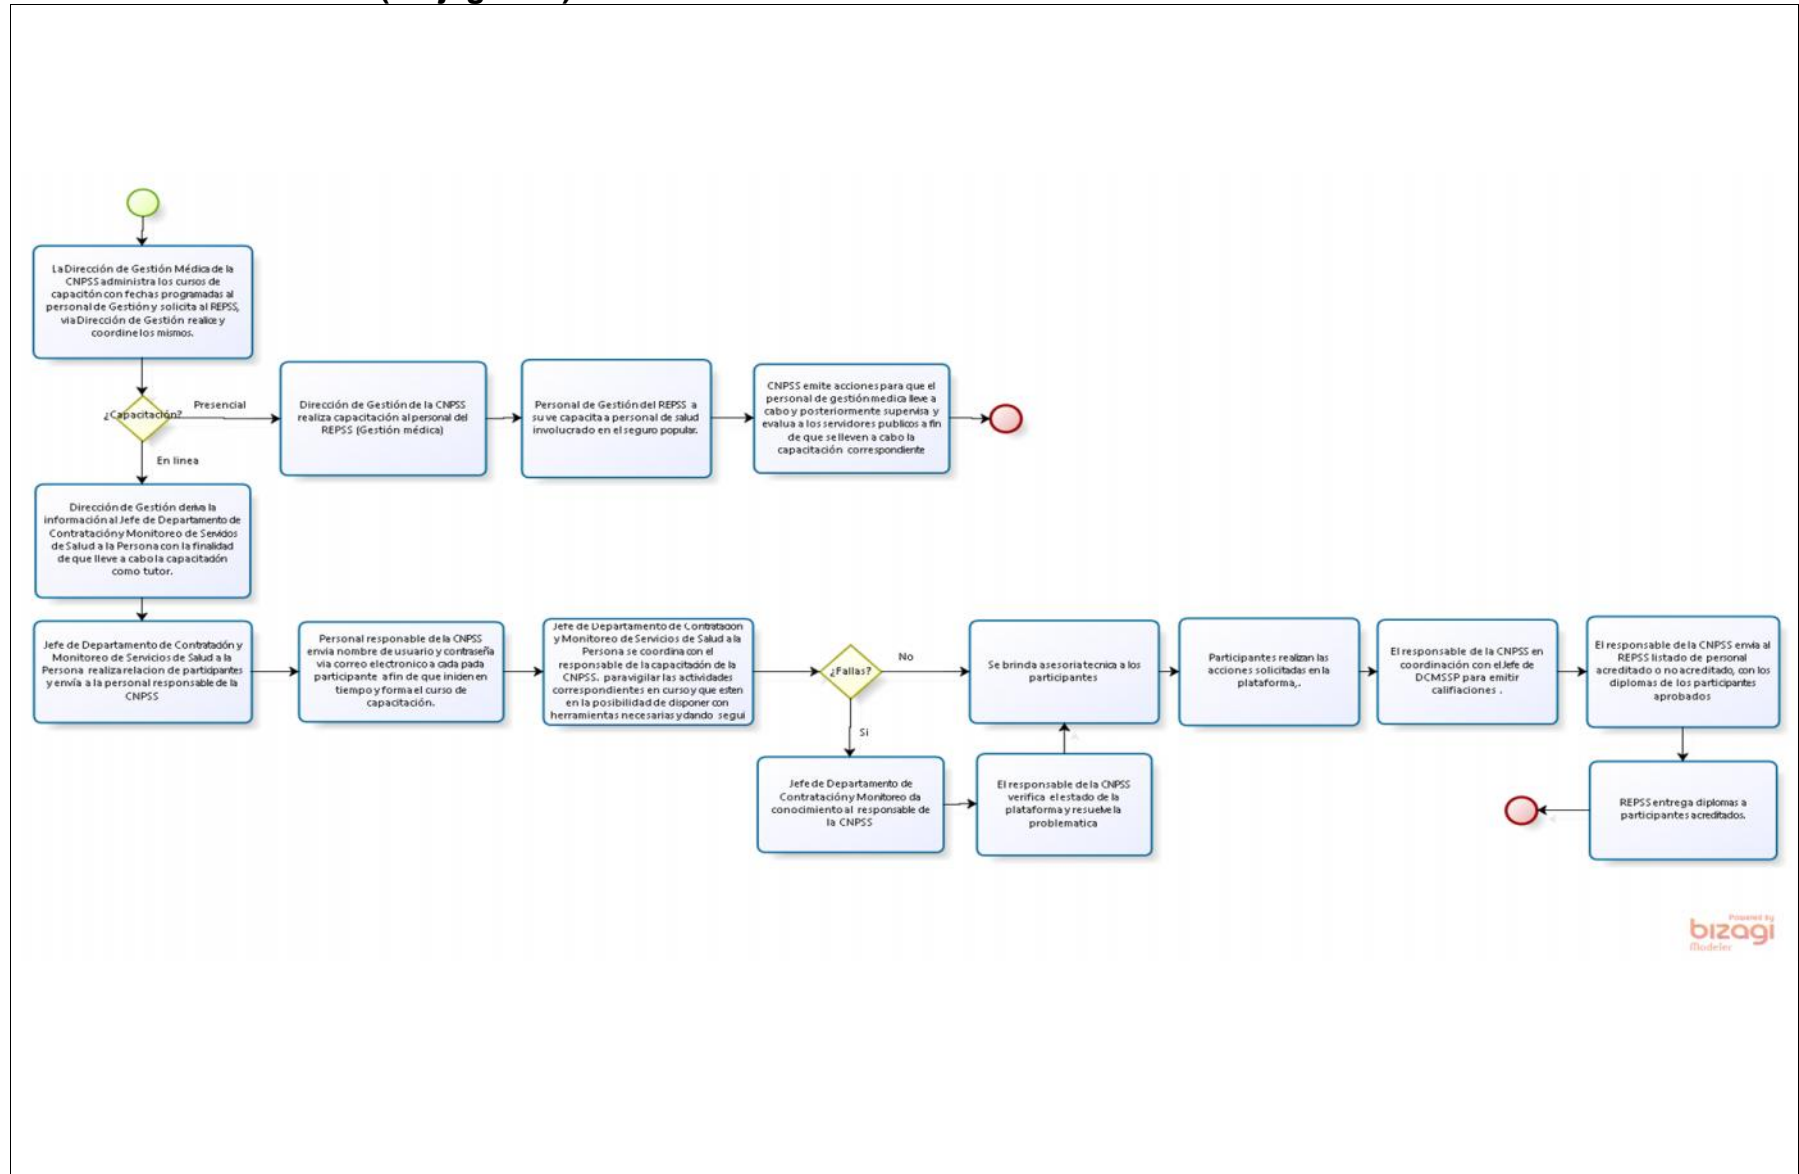 La Dirección de Gestión Médica de la
CNPSS administra los cursos de
capacitón con fechas programadas al
personal de Gestión y solicita al REPSS,
via Dirección de Gestión realice y
coordine los mismos.
¿Capacitación?
Presencial
Dirección de Gestión de la CNPSS
realiza capacitación al personal del
REPSS (Gestión médica)
Personal de Gestión del REPSS a
su ve capacita a personal de salud
involucrado en el seguro popular.
CNPSS emite acciones para que el
personal de gestión medica lleve a
cabo y posteriormente supervisa y
evalua a los servidores publicos a fin
de que se lleven a cabo la
capacitación correspondiente
En linea
Dirección de Gestión deriva la
información al Jefe de Departamento de
Contratación y Monitoreo de Servicios
de Salud a la Persona con la finalidad
de que lleve a cabo la capacitación
como tutor.
Jefe de Departamento de Contratación y
Monitoreo de Servicios de Salud a la
Persona realiza relacion de participantes
y envía a la personal responsable de la
CNPSS
Personal responable de la CNPSS
envia nombre de usuario y contraseña
via correo electronico a cada pada
participante a fin de que inicien en
tiempo y forma el curso de
capacitación.
Jefe de Departamento de Contratación
y Monitoreo de Servicios de Salud a la
Persona se coordina con el
responsable de la capacitación de la
CNPSS. para vigilar las actividades
correspondientes en curso y que esten
en la posibilidad de disponer con
herramientas necesarias y dando segui
¿Fallas?
No
Se brinda asesoria tecnica a los
participantes
Participantes realizan las
acciones solicitadas en la
plataforma,.
El responsable de la CNPSS en
coordinación con el Jefe de
DCMSSP para emitir
califiaciones .
El responsable de la CNPSS envia al
REPSS listado de personal
acreditado o no acreditado, con los
diplomas de los participantes
aprobados
Si
Jefe de Departamento de
Contratación y Monitoreo da
conocimiento al responsable de
la CNPSS
El responsable de la CNPSS
verifica el estado de la
plataforma y resuelve la
problematica
REPSS entrega diplomas a
participantes acreditados.
Powered by
bizagi
Modeler